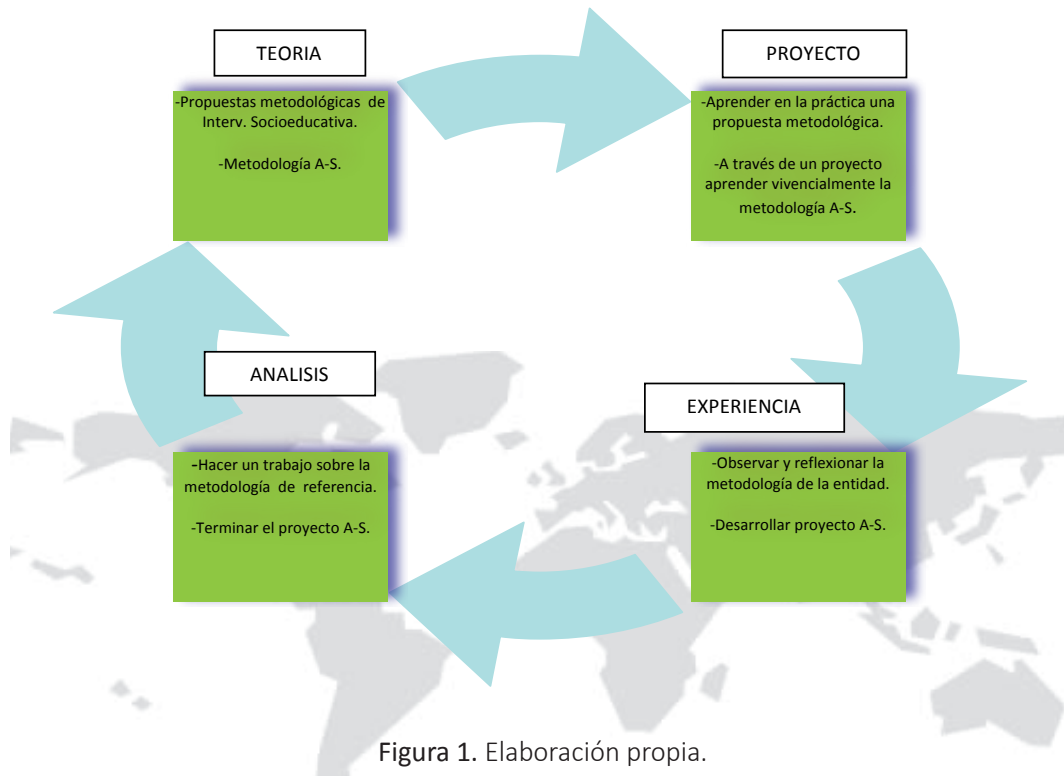 TEORIA
-Propuestas metodológicas de
Interv. Socioeducativa.
-Metodología A-S.
PROYECTO
-Aprender en la práctica una
propuesta metodológica.
-A través de un proyecto
aprender vivencialmente la
metodología A-S.
ANALISIS
-Hacer un trabajo sobre la
metodología de referencia.
-Terminar el proyecto A-S.
EXPERIENCIA
-Observar y reflexionar la
metodología de la entidad.
-Desarrollar proyecto A-S.
Figura 1. Elaboración propia.